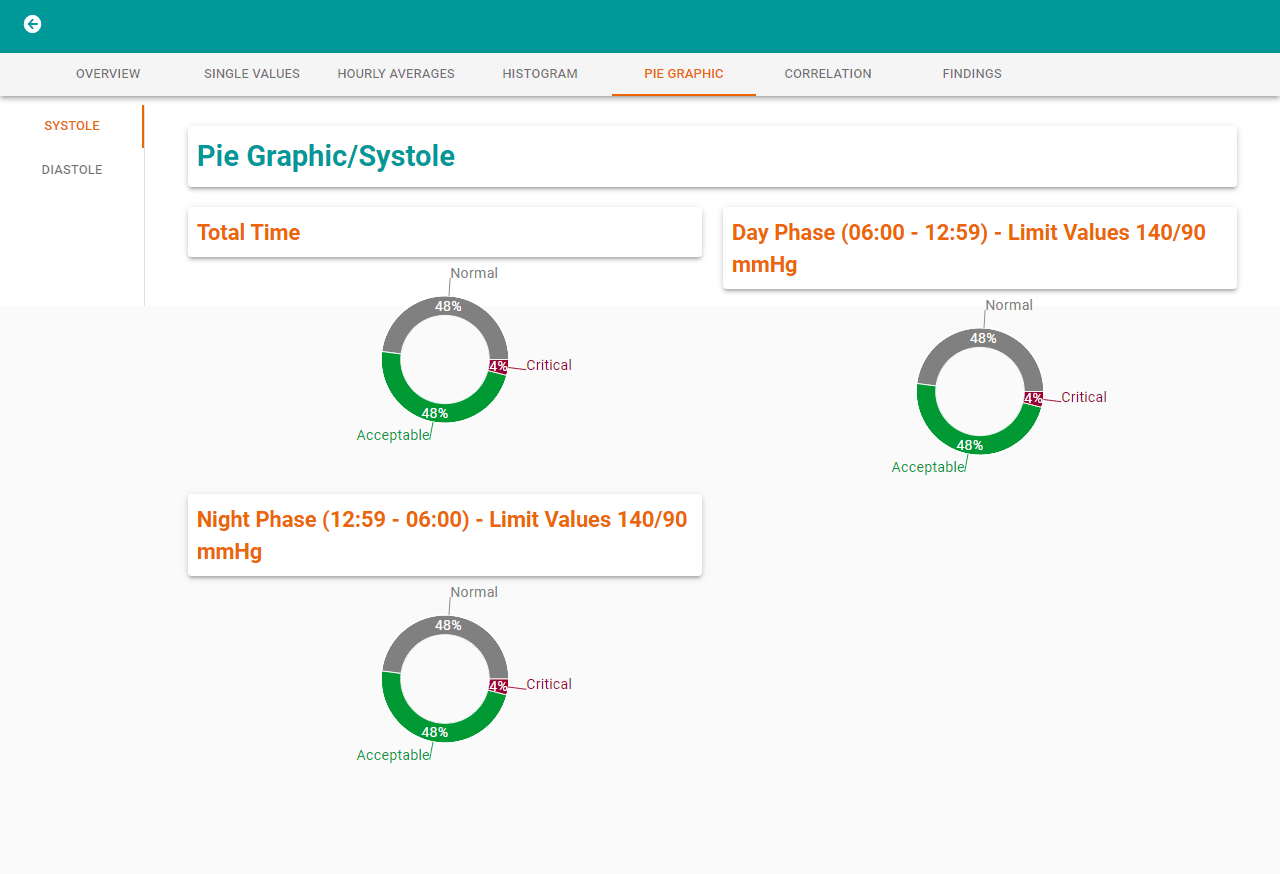 OVERVIEW
SINGLE VALUES
HOURLY AVERAGES
HISTOGRAM
PIE GRAPHIC
CORRELATION
FINDINGS
SYSTOLE
DIASTOLE
Pie Graphic/Systole
Total Time
Normal
48%
4%
Critical
48%
Acceptable
Day Phase (06:00 - 12:59) - Limit Values 140/90
mmHg
Normal
48%
4%
Critical
48%
Acceptable
Night Phase (12:59 - 06:00) - Limit Values 140/90
mmHg
Normal
48%
4%
Critical
48%
Acceptable